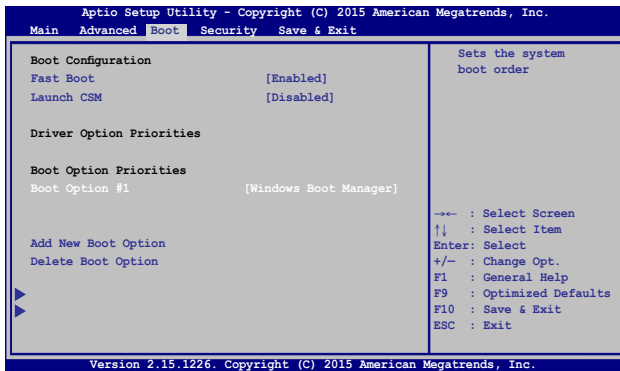 Aptio Setup Utility - Copyright (C) 2015 American Megatrends, Inc.
Main Advanced Boot Security Save & Exit
Boot Configuration
Fast Boot [Enabled]
Launch CSM [Disabled]
Driver Option Priorities
Boot Option Priorities
Boot Option #1 [Windows Boot Manager]
Add New Boot Option
Delete Boot Option
Sets the system
boot order
→← : Select Screen
↑↓ : Select Item
Enter: Select
+/— : Change Opt.
F1 : General Help
F9 : Optimized Defaults
F10 : Save & Exit
ESC : Exit
Version 2.15.1226. Copyright (C) 2015 American Megatrends, Inc.